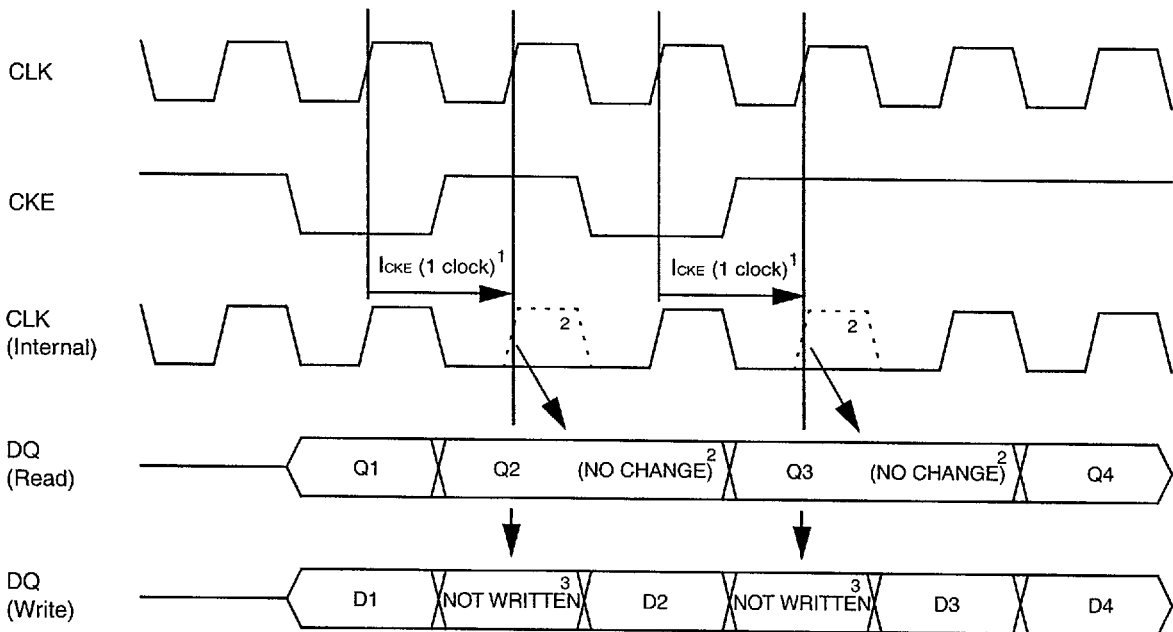 CLK
CKE
ICKE (1 clock)1 ICKE (1 clock)1
CLK
(Internal)
2 2
DQ
(Read)
Q1 Q2 (NO CHANGE)2 Q3 (NO CHANGE)2 Q4
DQ
(Write)
D1 NOT WRITTEN3 D2 NOT WRITTEN3 D3 D4